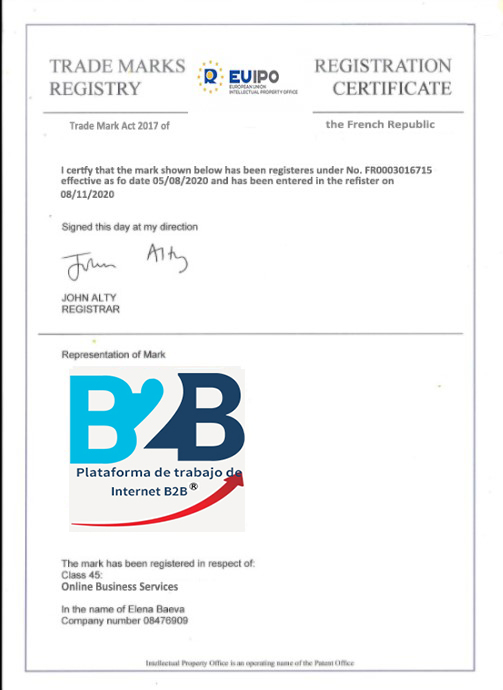 TRADE MARKS
REGISTRY
EUIPO
EUROPEAN UNION
INTELLECTUAL PROPERTY OFFICE
REGISTRATION
CERTIFICATE
Trade Mark Act 2017 of
the French Republic
I certfy that the mark shown below has been registeres under No. FR0003016715
effective as fo date 05/08/2020 and has been entered in the refister on
08/11/2020
Signed this day at my direction
John Alty
JOHN ALTY
REGISTRAR
Representation of Mark
B2B
Plataforma de trabajo de
Internet B2B®
The mark has been registered in respect of:
Class 45:
Online Business Services
In the name of Elena Baeva
Company number 08476909
Intellectual Property Office is an operating name of the Patent Office